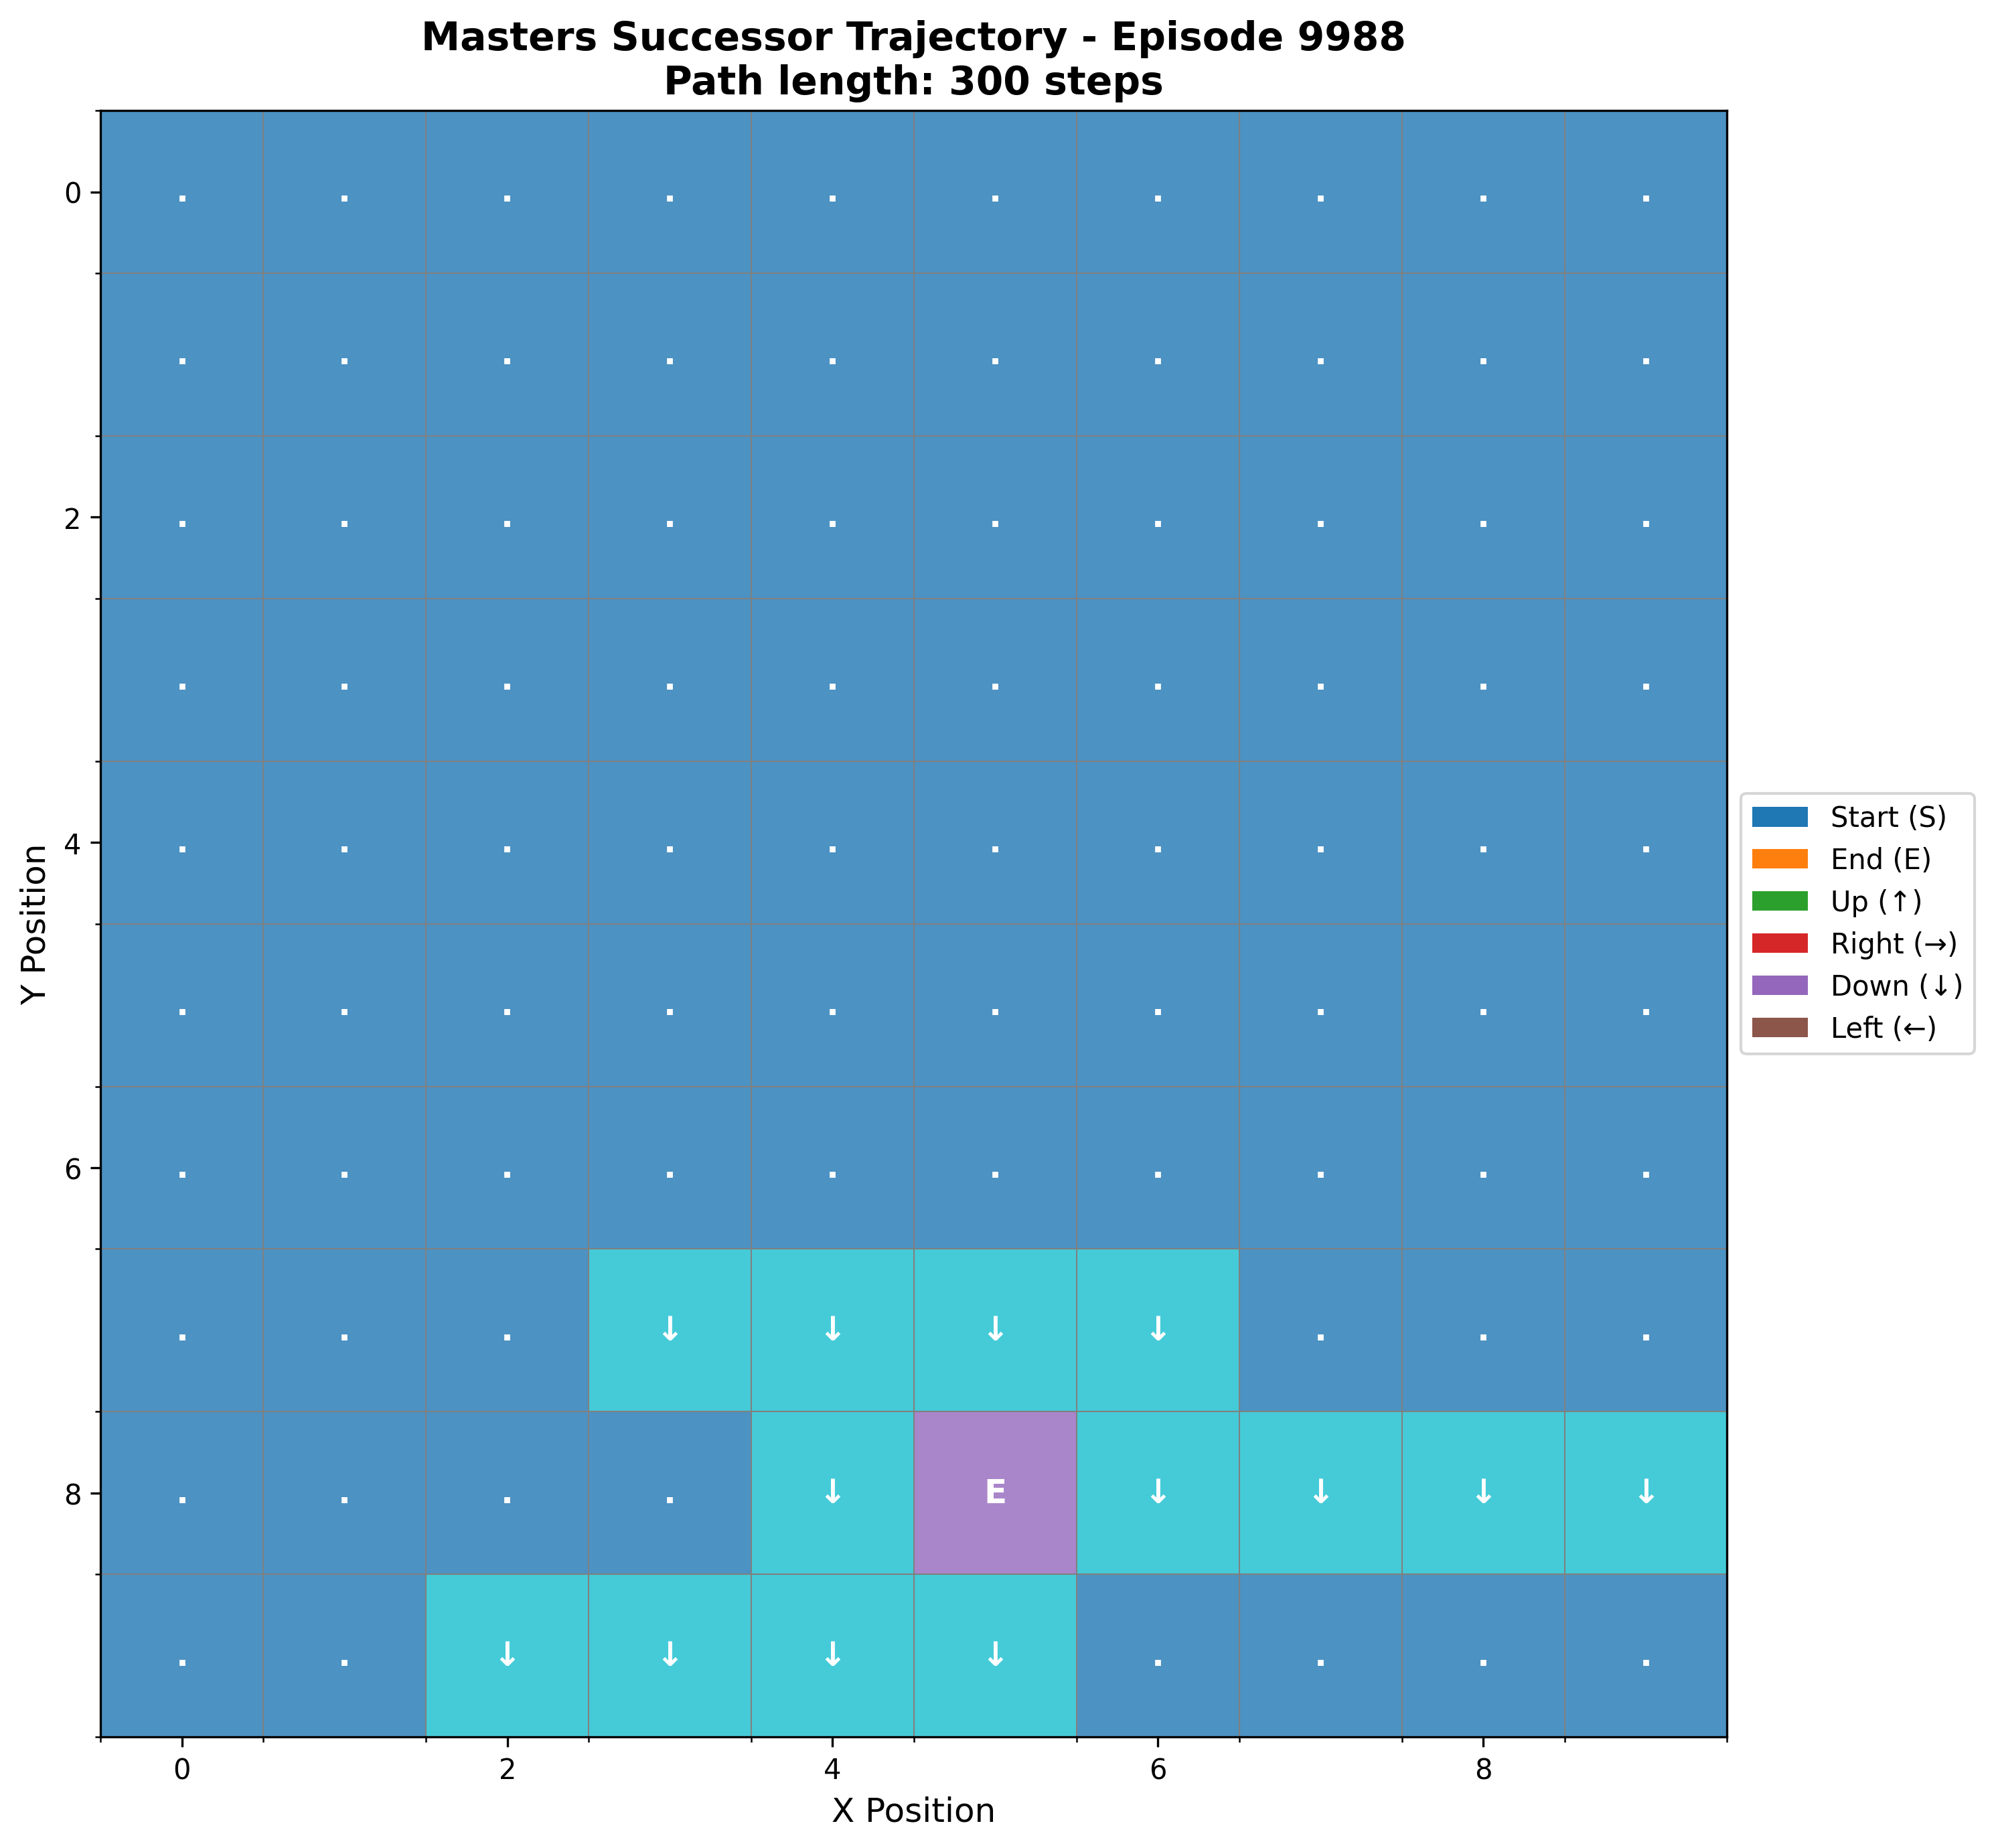 Masters Successor Trajectory - Episode 9988
Path length: 300 steps
Y Position
0 . . . . . . . . . .
. . . . . . . . . .
2 . . . . . . . . . .
. . . . . . . . . .
4 . . . . . . . . . .
. . . . . . . . . .
6 . . . . . . . . . .
. . . ↓ ↓ ↓ ↓ . . .
8 . . . . ↓ E ↓ ↓ ↓ ↓
. . ↓ ↓ ↓ ↓ . . . .
0 2 4 6 8
X Position
Start (S)
End (E)
Up (↑)
Right (→)
Down (↓)
Left (←)